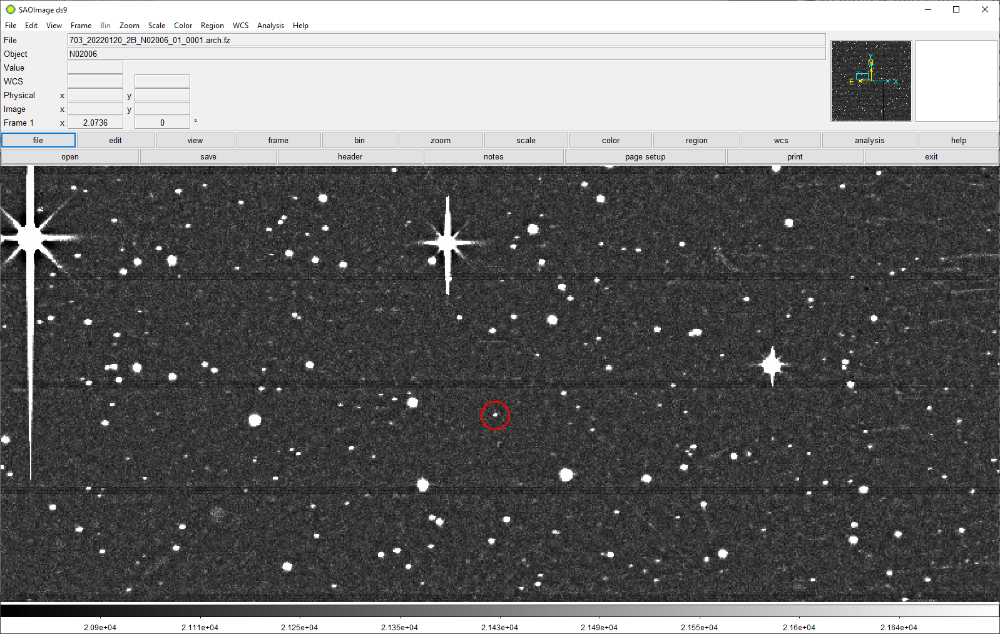 SAOImage ds9
File Edit View Frame Bin Zoom Scale Color Region WCS Analysis Help
File 703_20220120_2B_N02006_01_0001.arch.fz
Object N02006
Value
WCS
Physical x y
Image x y
Frame 1 x 2.0736 0 °
Y
N
E X
file edit view frame bin zoom scale color region wcs analysis help
open save header notes page setup print exit
2.09e+04 2.111e+04 2.125e+04 2.135e+04 2.143e+04 2.149e+04 2.155e+04 2.16e+04 2.164e+04